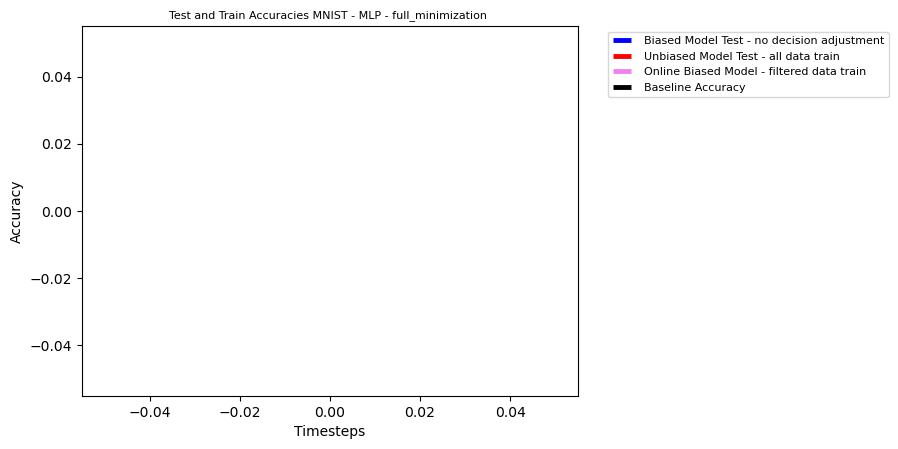 Test and Train Accuracies MNIST - MLP - full_minimization
Biased Model Test - no decision adjustment
Unbiased Model Test - all data train
Online Biased Model - filtered data train
Baseline Accuracy
Accuracy
0.04
0.02
0.00
−0.02
−0.04
−0.04 −0.02 0.00 0.02 0.04
Timesteps